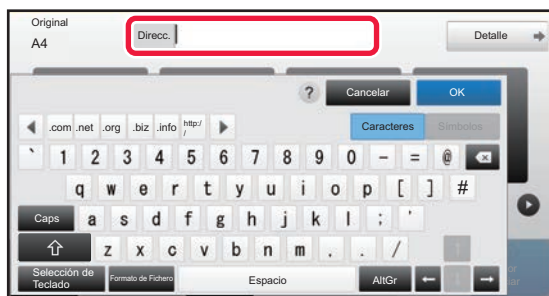 Original
A4
Direcc.
Detalle
? Cancelar OK
.com .net .org .biz .info http:/
/
Caracteres Símbolos
` 1 2 3 4 5 6 7 8 9 0 - = @
q w e r t y u i o p [ ] #
Caps a s d f g h j k l ; '
z x c v b n m , . /
Selección de
Teclado
Formato de Fichero
Espacio
AltGr